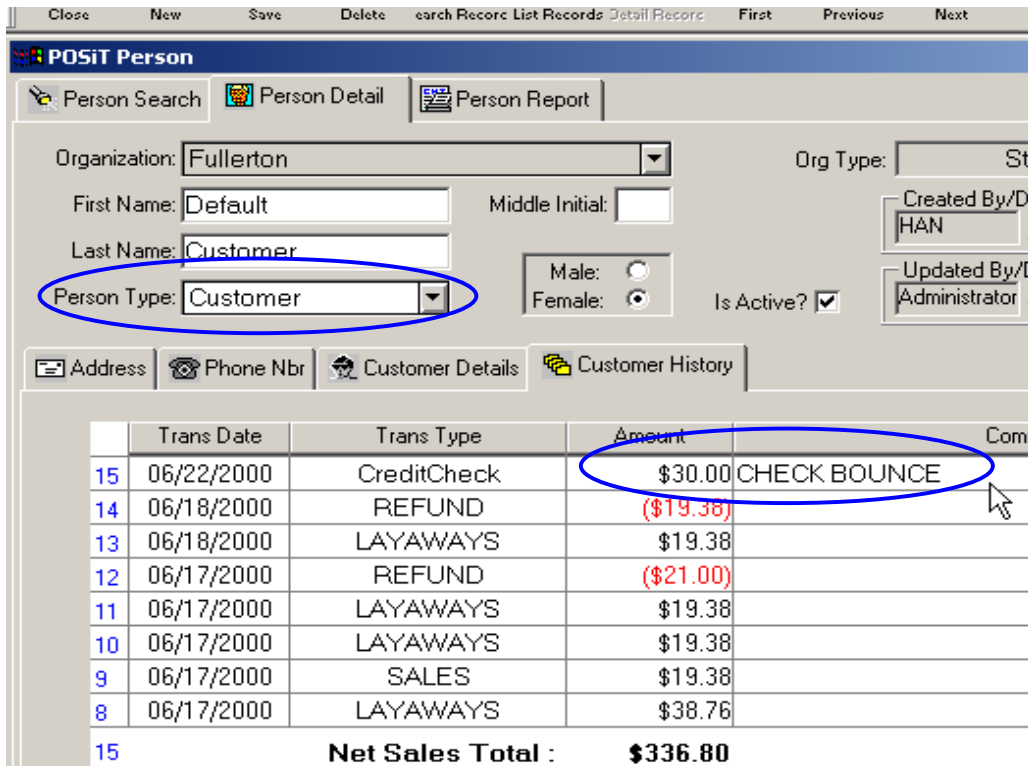 Close New Save Delete earch Recorc List Records Detail Recorc First Previous Next
POSiT Person
Person Search Person Detail Person Report
Organization: Fullerton Org Type: St
First Name: Default Middle Initial: Created By/D
HAN
Last Name: Customer
Male: Updated By/D
Person Type: Customer Female: Is Active? Administrator
Address Phone Nbr Customer Details Customer History
Trans Date Trans Type Amount Com
15 06/22/2000 CreditCheck $30.00 CHECK BOUNCE
14 06/18/2000 REFUND ($19.38)
13 06/18/2000 LAYAWAYS $19.38
12 06/17/2000 REFUND ($21.00)
11 06/17/2000 LAYAWAYS $19.38
10 06/17/2000 LAYAWAYS $19.38
9 06/17/2000 SALES $19.38
8 06/17/2000 LAYAWAYS $38.76
15 Net Sales Total : $336.80